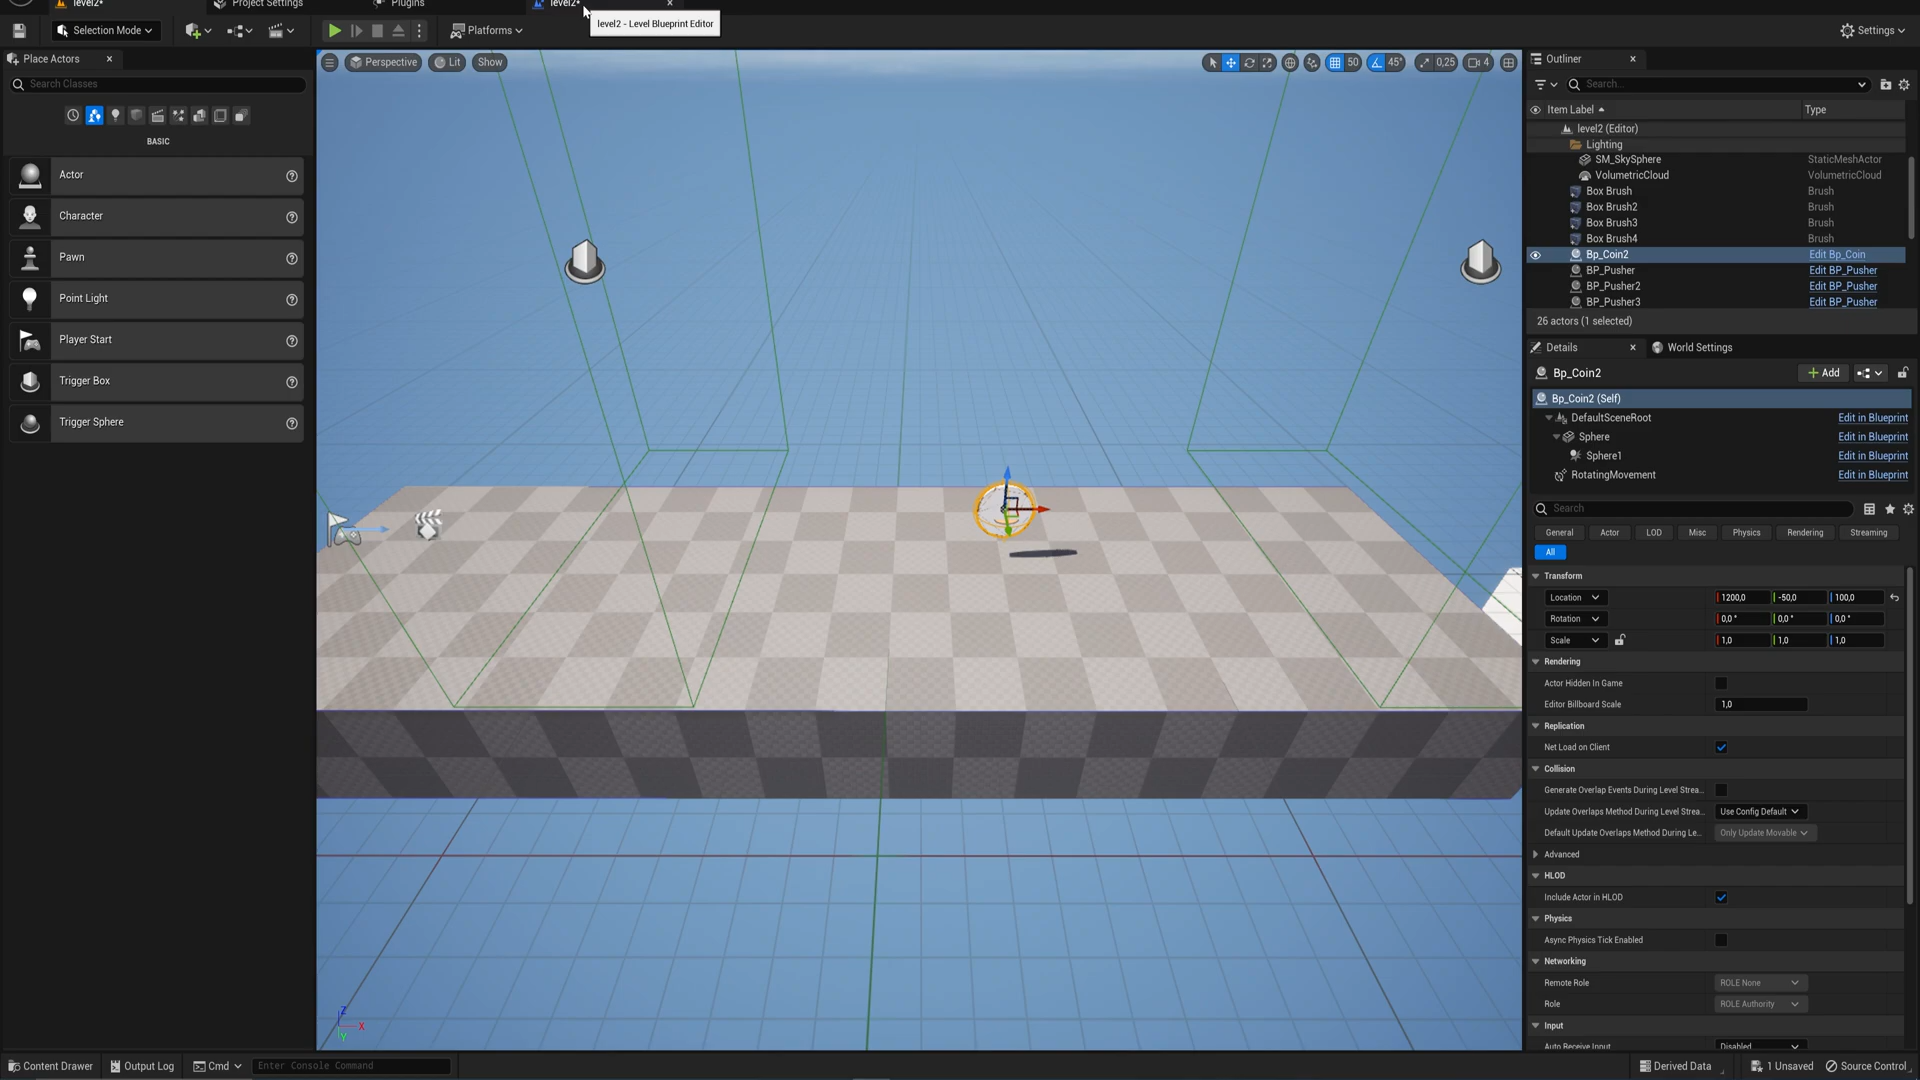 level2*
Project Settings
Plugins
level2*
level2 - Level Blueprint Editor
Selection Mode
Platforms
Settings
Place Actors
Search Classes
BASIC
Actor
Character
Pawn
Point Light
Player Start
Trigger Box
Trigger Sphere
Perspective
Lit
Show
50
45°
0,25
4
Z
X
Y
Outliner
Search...
Item Label
Type
level2 (Editor)
Lighting
SM_SkySphere StaticMeshActor
VolumetricCloud VolumetricCloud
Box Brush Brush
Box Brush2 Brush
Box Brush3 Brush
Box Brush4 Brush
Bp_Coin2 Edit Bp_Coin
BP_Pusher Edit BP_Pusher
BP_Pusher2 Edit BP_Pusher
BP_Pusher3 Edit BP_Pusher
26 actors (1 selected)
Details
World Settings
Bp_Coin2
Add
Bp_Coin2 (Self)
DefaultSceneRoot Edit in Blueprint
Sphere Edit in Blueprint
Sphere1 Edit in Blueprint
RotatingMovement Edit in Blueprint
Search
General Actor LOD Misc Physics Rendering Streaming
All
Transform
Location 1200,0 -50,0 100,0
Rotation 0,0 ° 0,0 ° 0,0 °
Scale 1,0 1,0 1,0
Rendering
Actor Hidden In Game
Editor Billboard Scale 1,0
Replication
Net Load on Client
Collision
Generate Overlap Events During Level Strea...
Update Overlaps Method During Level Strea... Use Config Default
Default Update Overlaps Method During Le... Only Update Movable
Advanced
HLOD
Include Actor in HLOD
Physics
Async Physics Tick Enabled
Networking
Remote Role ROLE None
Role ROLE Authority
Input
Auto Receive Input Disabled
Content Drawer
Output Log
Cmd
Enter Console Command
Derived Data
1 Unsaved
Source Control